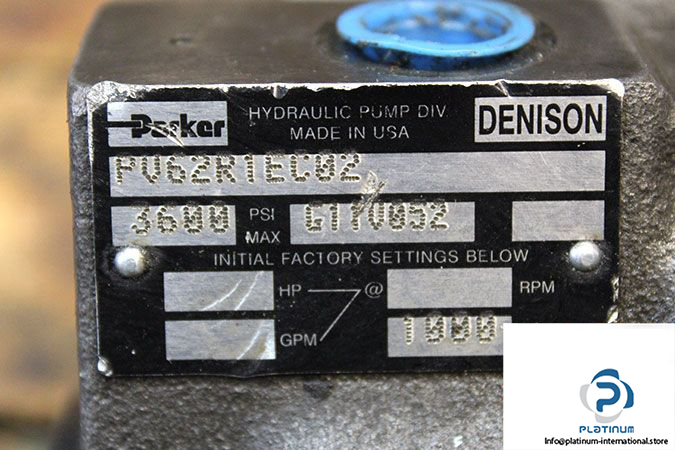 Parker
HYDRAULIC PUMP DIV.
MADE IN USA
DENISON
PV62R1EC02
3600 PSI MAX G17V052
INITIAL FACTORY SETTINGS BELOW
HP @ RPM
GPM 1000
PLATINUM
Info@platinum-international.store